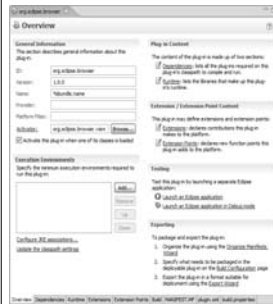 org.eclipse.browser
Overview
General Information
This section describes general information about this plug-in.
ID:
org.eclipse.browser
Version:
1.0.0
Name:
%bundle.name
Provider:
Platform Filter:
Activator:
org.eclipse.browser.view
Browse...
Activate this plug-in when one of its classes is loaded
Execution Environments
Specify the minimum execution environments required to run this plug-in.
Add...
Remove
Up
Down
Configure JRE associations...
Update the classpath settings
Plug-in Content
The content of the plug-in is made up of two sections:
Dependencies: lists all the plug-ins required on this plug-in's classpath to compile and run.
Runtime: lists the libraries that make up this plug-in's runtime.
Extension / Extension Point Content
This plug-in may define extensions and extension points:
Extensions: declares contributions this plug-in makes to the platform.
Extension Points: declares new function points this plug-in adds to the platform.
Testing
Test this plug-in by launching a separate Eclipse application:
Launch an Eclipse application
Launch an Eclipse application in Debug mode
Exporting
To package and export the plug-in:
1. Organize the plug-in using the Organize Manifests Wizard
2. Specify what needs to be packaged in the deployable plug-in on the Build Configuration page
3. Export the plug-in in a format suitable for deployment using the Export Wizard
Overview Dependencies Runtime Extensions Extension Points Build MANIFEST.MF plugin.xml build.properties